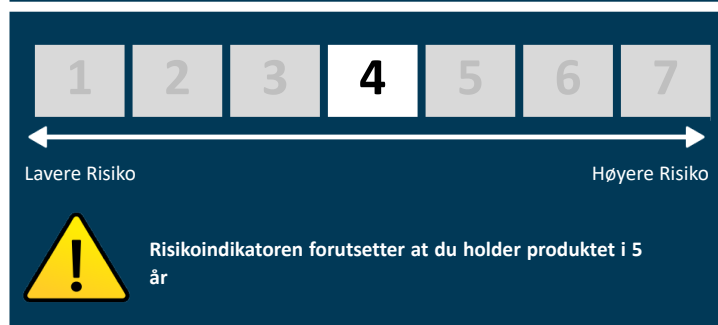 1 2 3 4 5 6 7
Lavere Risiko Høyere Risiko
Risikoindikatoren forutsetter at du holder produktet i 5
år